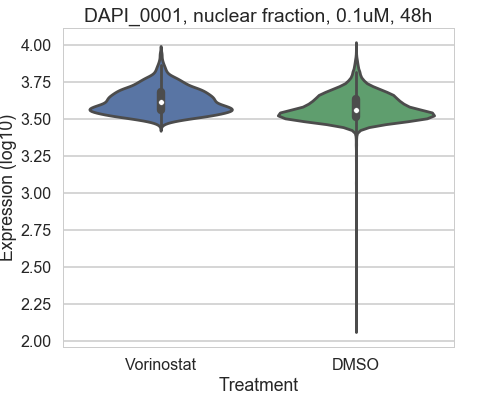 DAPI_0001, nuclear fraction, 0.1uM, 48h
4.00
3.75
3.50
3.25
3.00
2.75
2.50
2.25
2.00
Expression (log10)
Vorinostat DMSO
Treatment